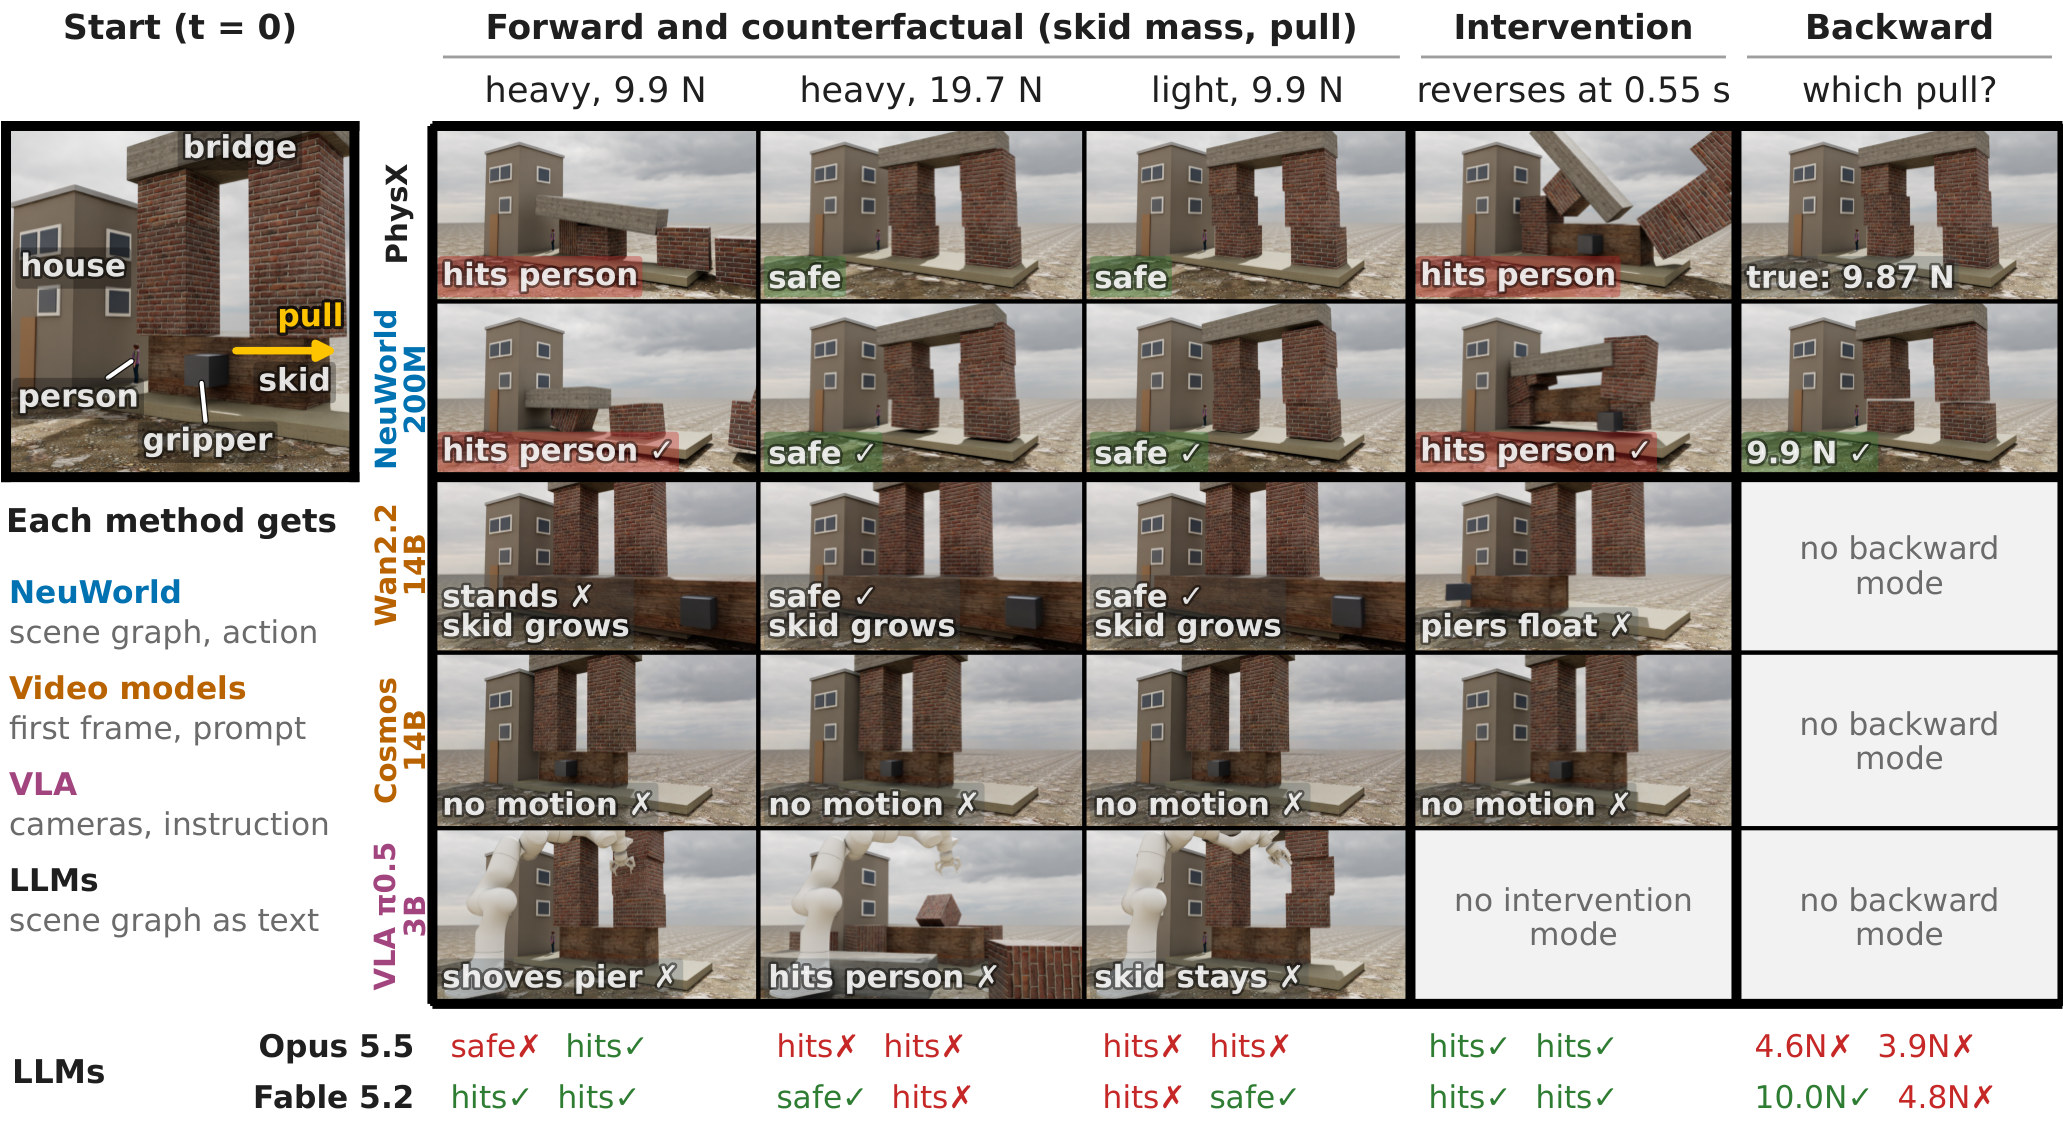 Start (t = 0)
Forward and counterfactual (skid mass, pull)
Intervention
Backward
heavy, 9.9 N
heavy, 19.7 N
light, 9.9 N
reverses at 0.55 s
which pull?
bridge
house
pull
person
skid
gripper
PhysX
hits person
safe
safe
hits person
true: 9.87 N
NeuWorld
200M
hits person ✓
safe ✓
safe ✓
hits person ✓
9.9 N ✓
Each method gets
NeuWorld
scene graph, action
Video models
first frame, prompt
VLA
cameras, instruction
LLMs
scene graph as text
Wan2.2
14B
stands ✗
skid grows
safe ✓
skid grows
safe ✓
skid grows
piers float ✗
no backward
mode
Cosmos
14B
no motion ✗
no motion ✗
no motion ✗
no motion ✗
no backward
mode
VLA π0.5
3B
shoves pier ✗
hits person ✗
skid stays ✗
no intervention
mode
no backward
mode
LLMs
Opus 5.5
safe✗ hits✓
hits✗ hits✗
hits✗ hits✗
hits✓ hits✓
4.6N✗ 3.9N✗
Fable 5.2
hits✓ hits✓
safe✓ hits✗
hits✗ safe✓
hits✓ hits✓
10.0N✓ 4.8N✗